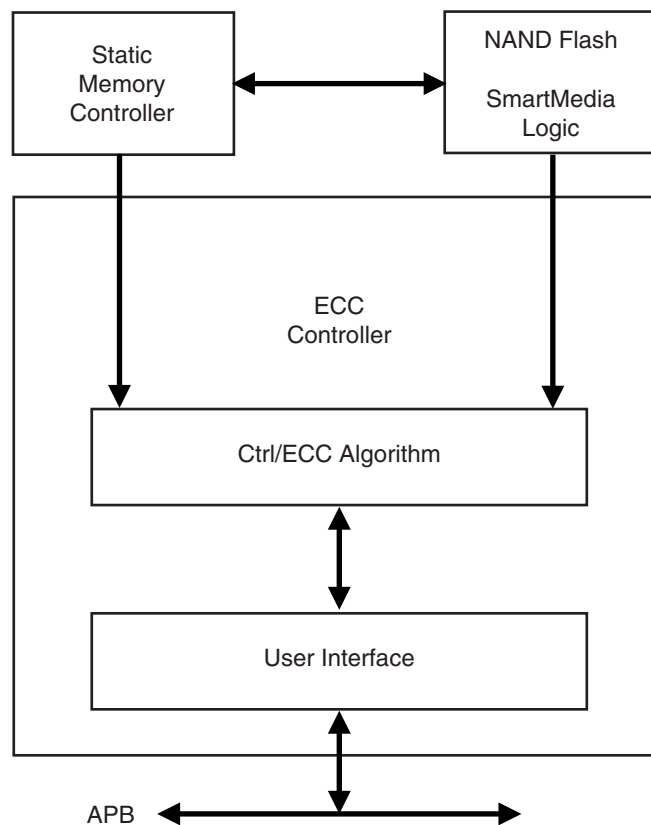 Static
Memory
Controller
NAND Flash
SmartMedia
Logic
ECC
Controller
Ctrl/ECC Algorithm
User Interface
APB